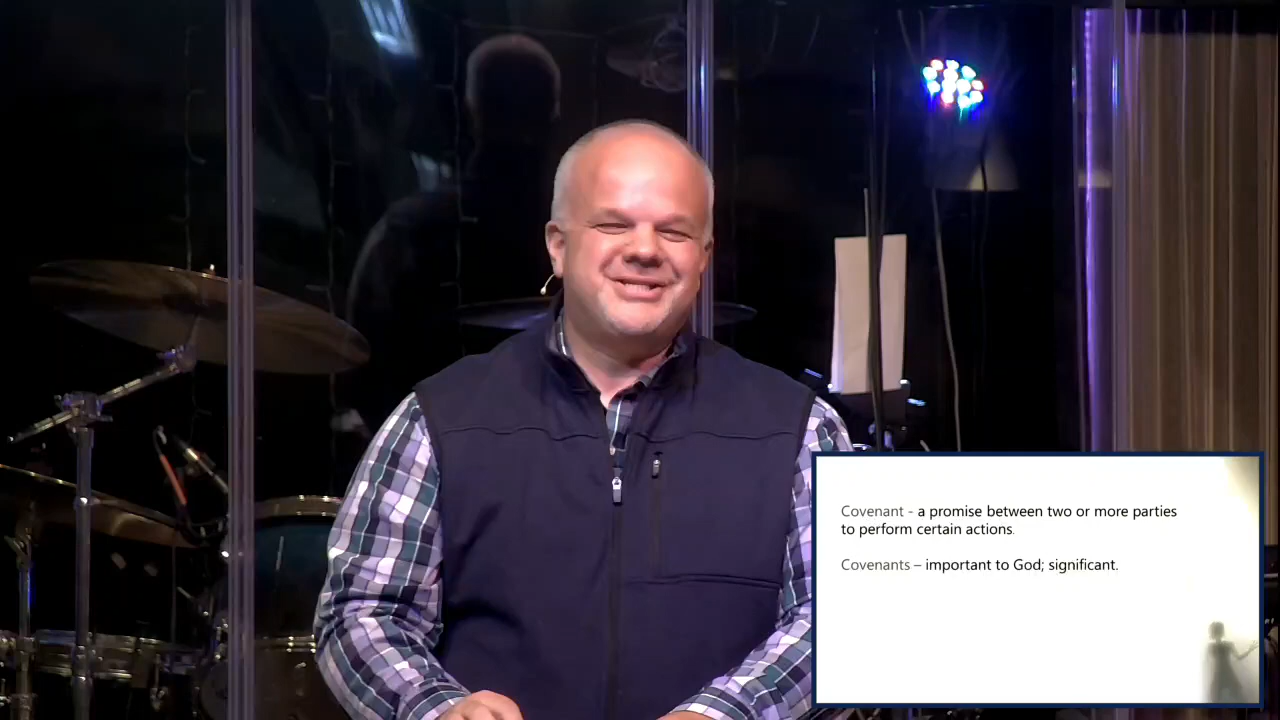 Covenant - a promise between two or more parties
to perform certain actions.
Covenants – important to God; significant.